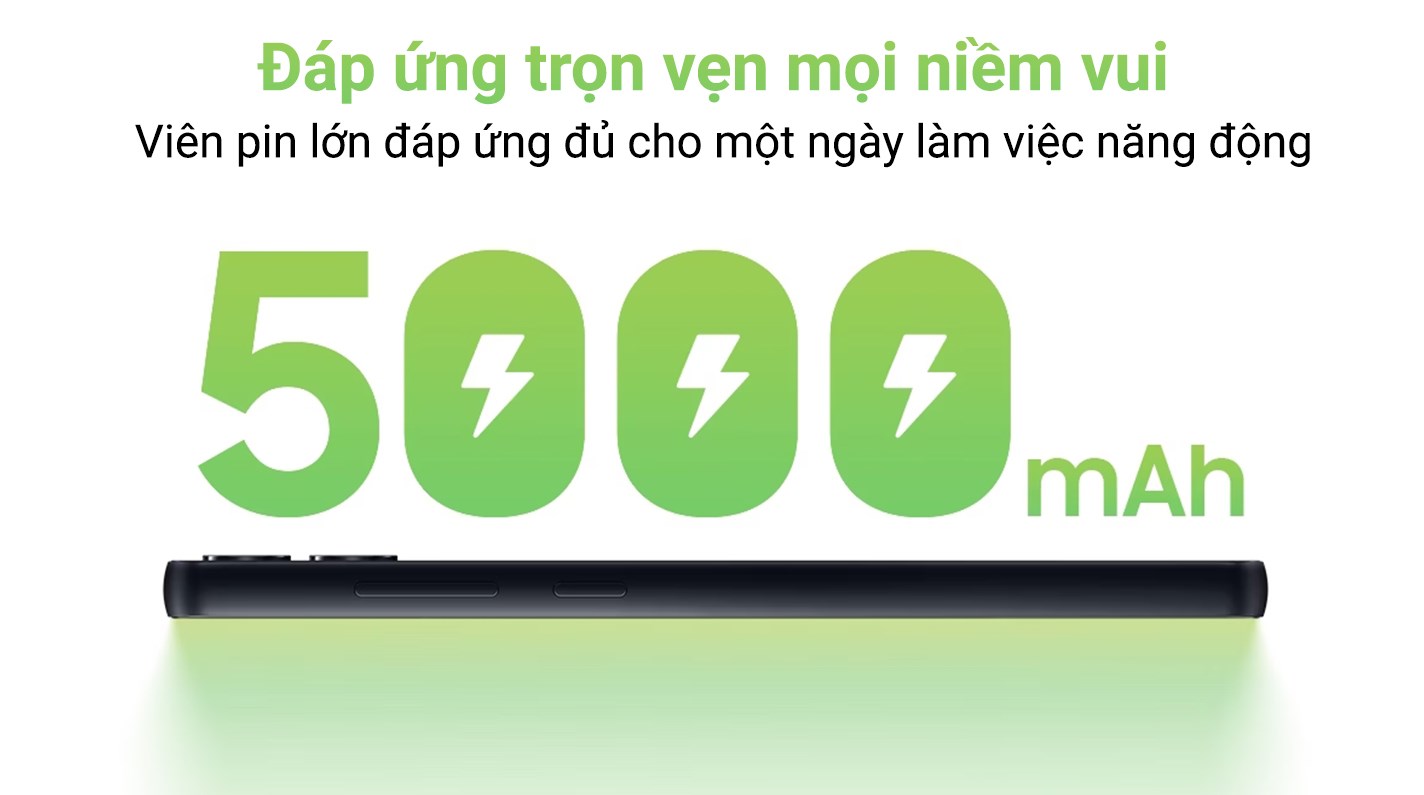 Đáp ứng trọn vẹn mọi niềm vui
Viên pin lớn đáp ứng đủ cho một ngày làm việc năng động
5000 mAh